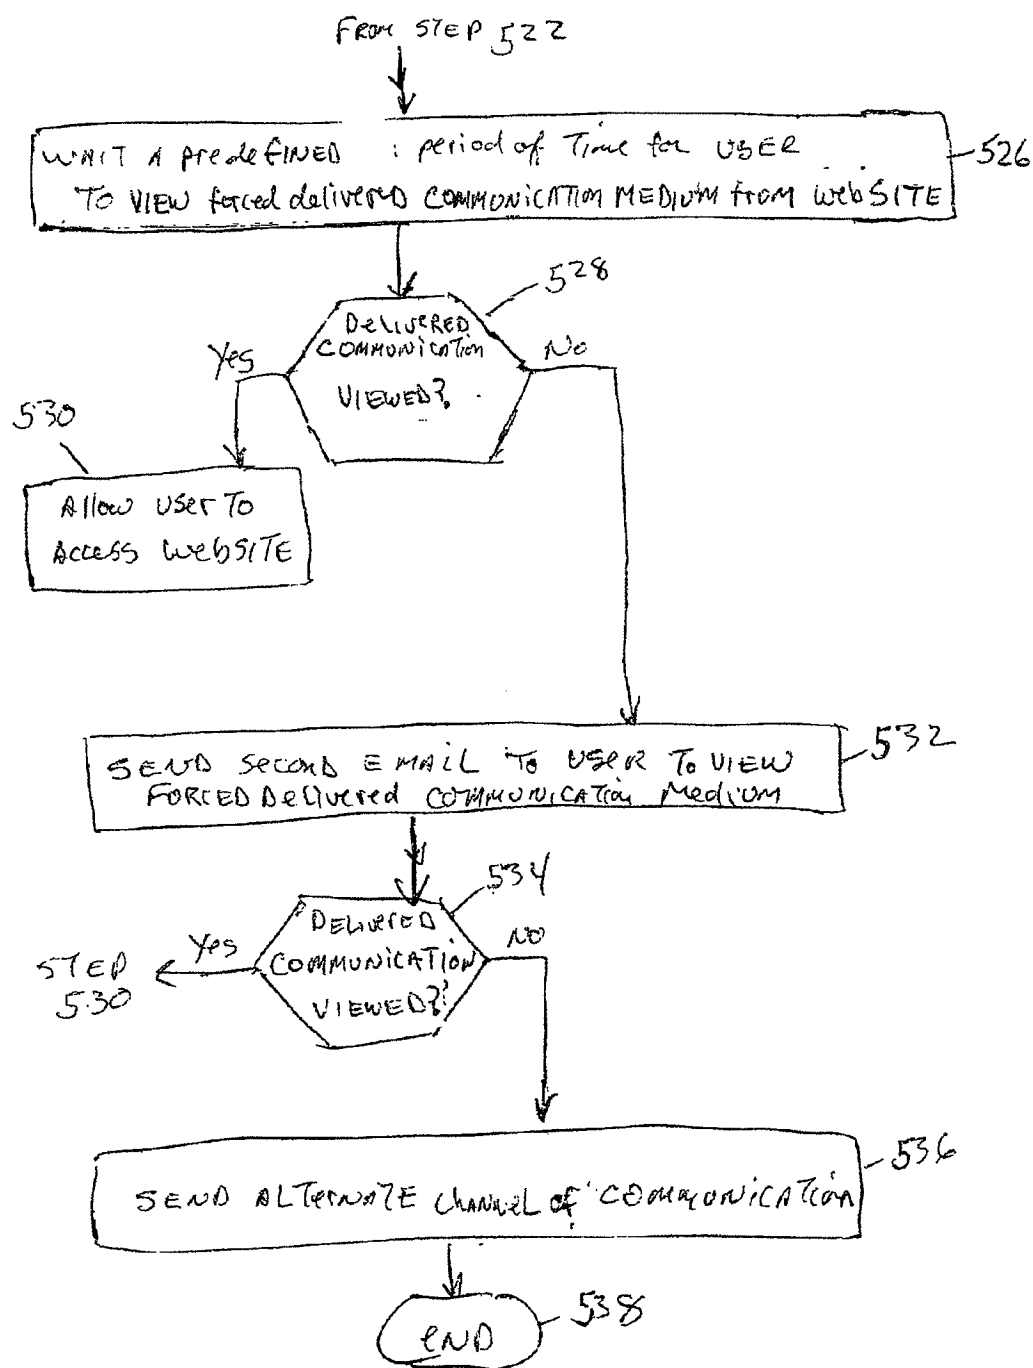 FROM STEP 522
WAIT A predeFINED : period of Time for USER
TO VIEW forced delivered COMMUNICATION MEDIUM from webSITE
526
528
DeliveRED
COMMUNICATION
VIEWED?
Yes
No
530
Allow user To
Access webSITE
532
SEND Second EMAIL To USER To VIEW
FORCED Delivered COMMUNICATION Medium
534
DELIvereD
COMMUNICATION
VIEWED?
Yes
NO
STEP
530
536
SEND ALTernATE channel of COMMUNICATION
END
538